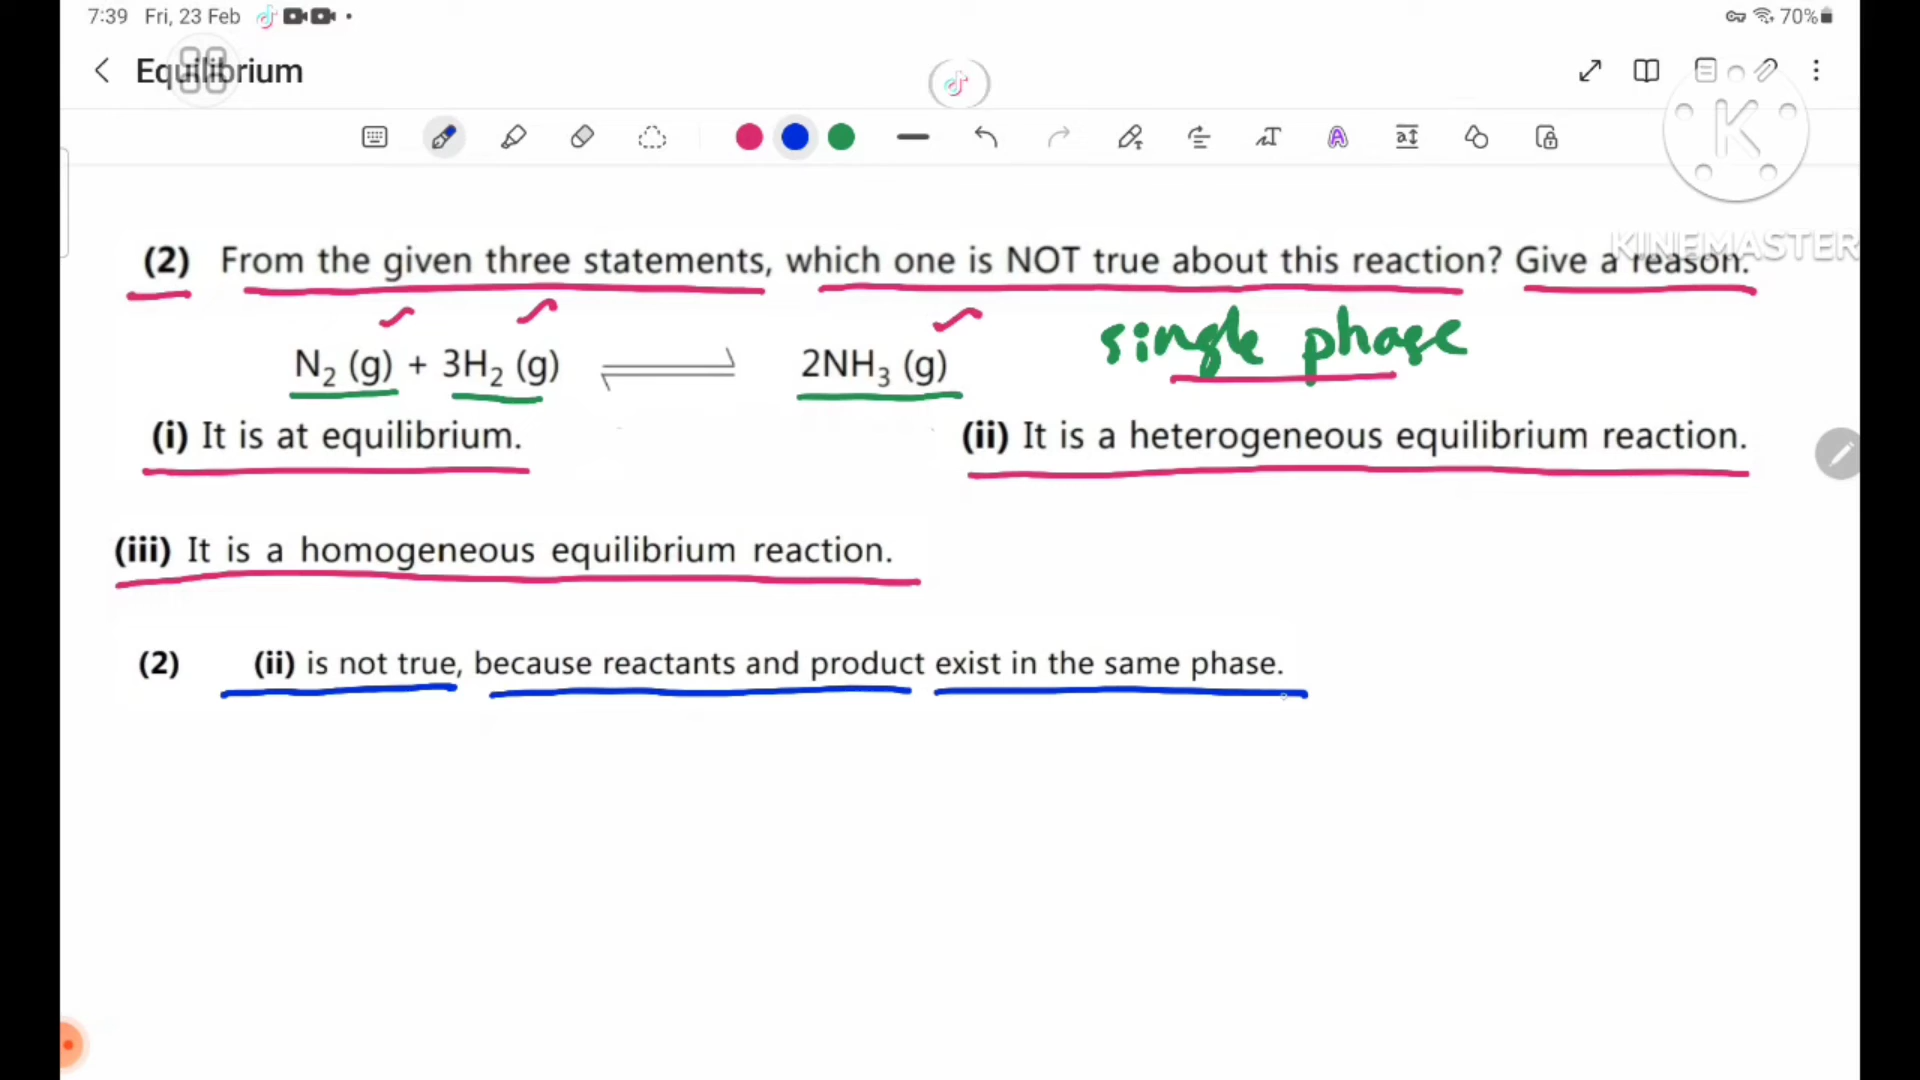 7:39 Fri, 23 Feb
70%
Equilibrium
KINEMASTER
(2) From the given three statements, which one is NOT true about this reaction? Give a reason.
single phase
N₂ (g) + 3H₂ (g) ⇌ 2NH₃ (g)
(i) It is at equilibrium. (ii) It is a heterogeneous equilibrium reaction.
(iii) It is a homogeneous equilibrium reaction.
(2) (ii) is not true, because reactants and product exist in the same phase.